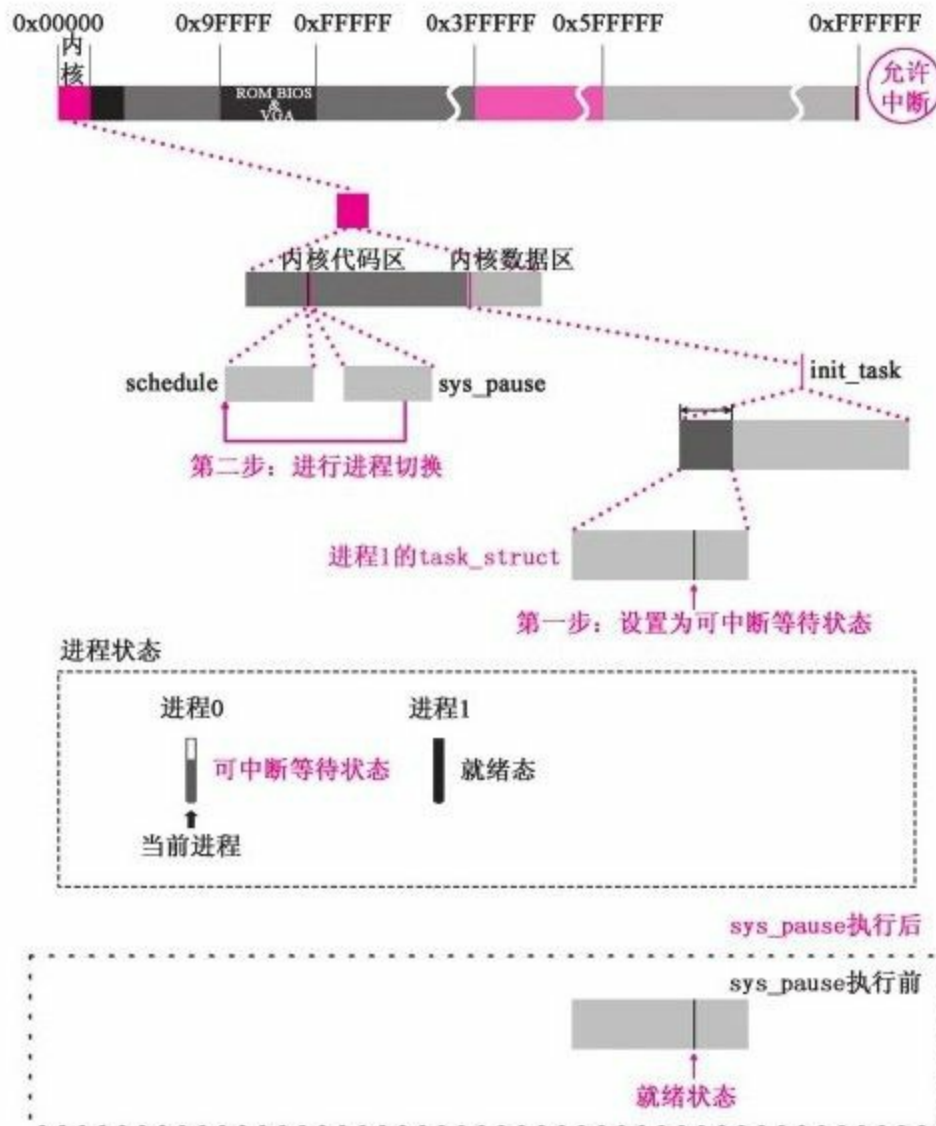 0x00000 0x9FFFF 0xFFFFF 0x3FFFFF 0x5FFFFF 0xFFFFFF
内核
ROM BIOS
&
VGA
允许
中断
内核代码区 内核数据区
schedule sys_pause
init_task
第二步：进行进程切换
进程1的task_struct
第一步：设置为可中断等待状态
进程状态
进程0 进程1
可中断等待状态 就绪态
当前进程
sys_pause执行后
sys_pause执行前
就绪状态